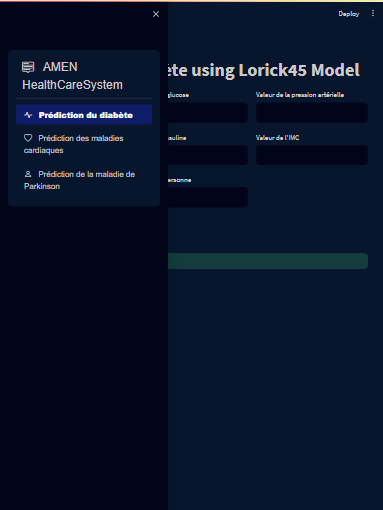 Deploy
AMEN
HealthCareSystem
Prédiction du diabète
Prédiction des maladies
cardiaques
Prédiction de la maladie de
Parkinson
ète using Lorick45 Model
glucose
Valeur de la pression artérielle
Valeur de l'IMC
ersonne